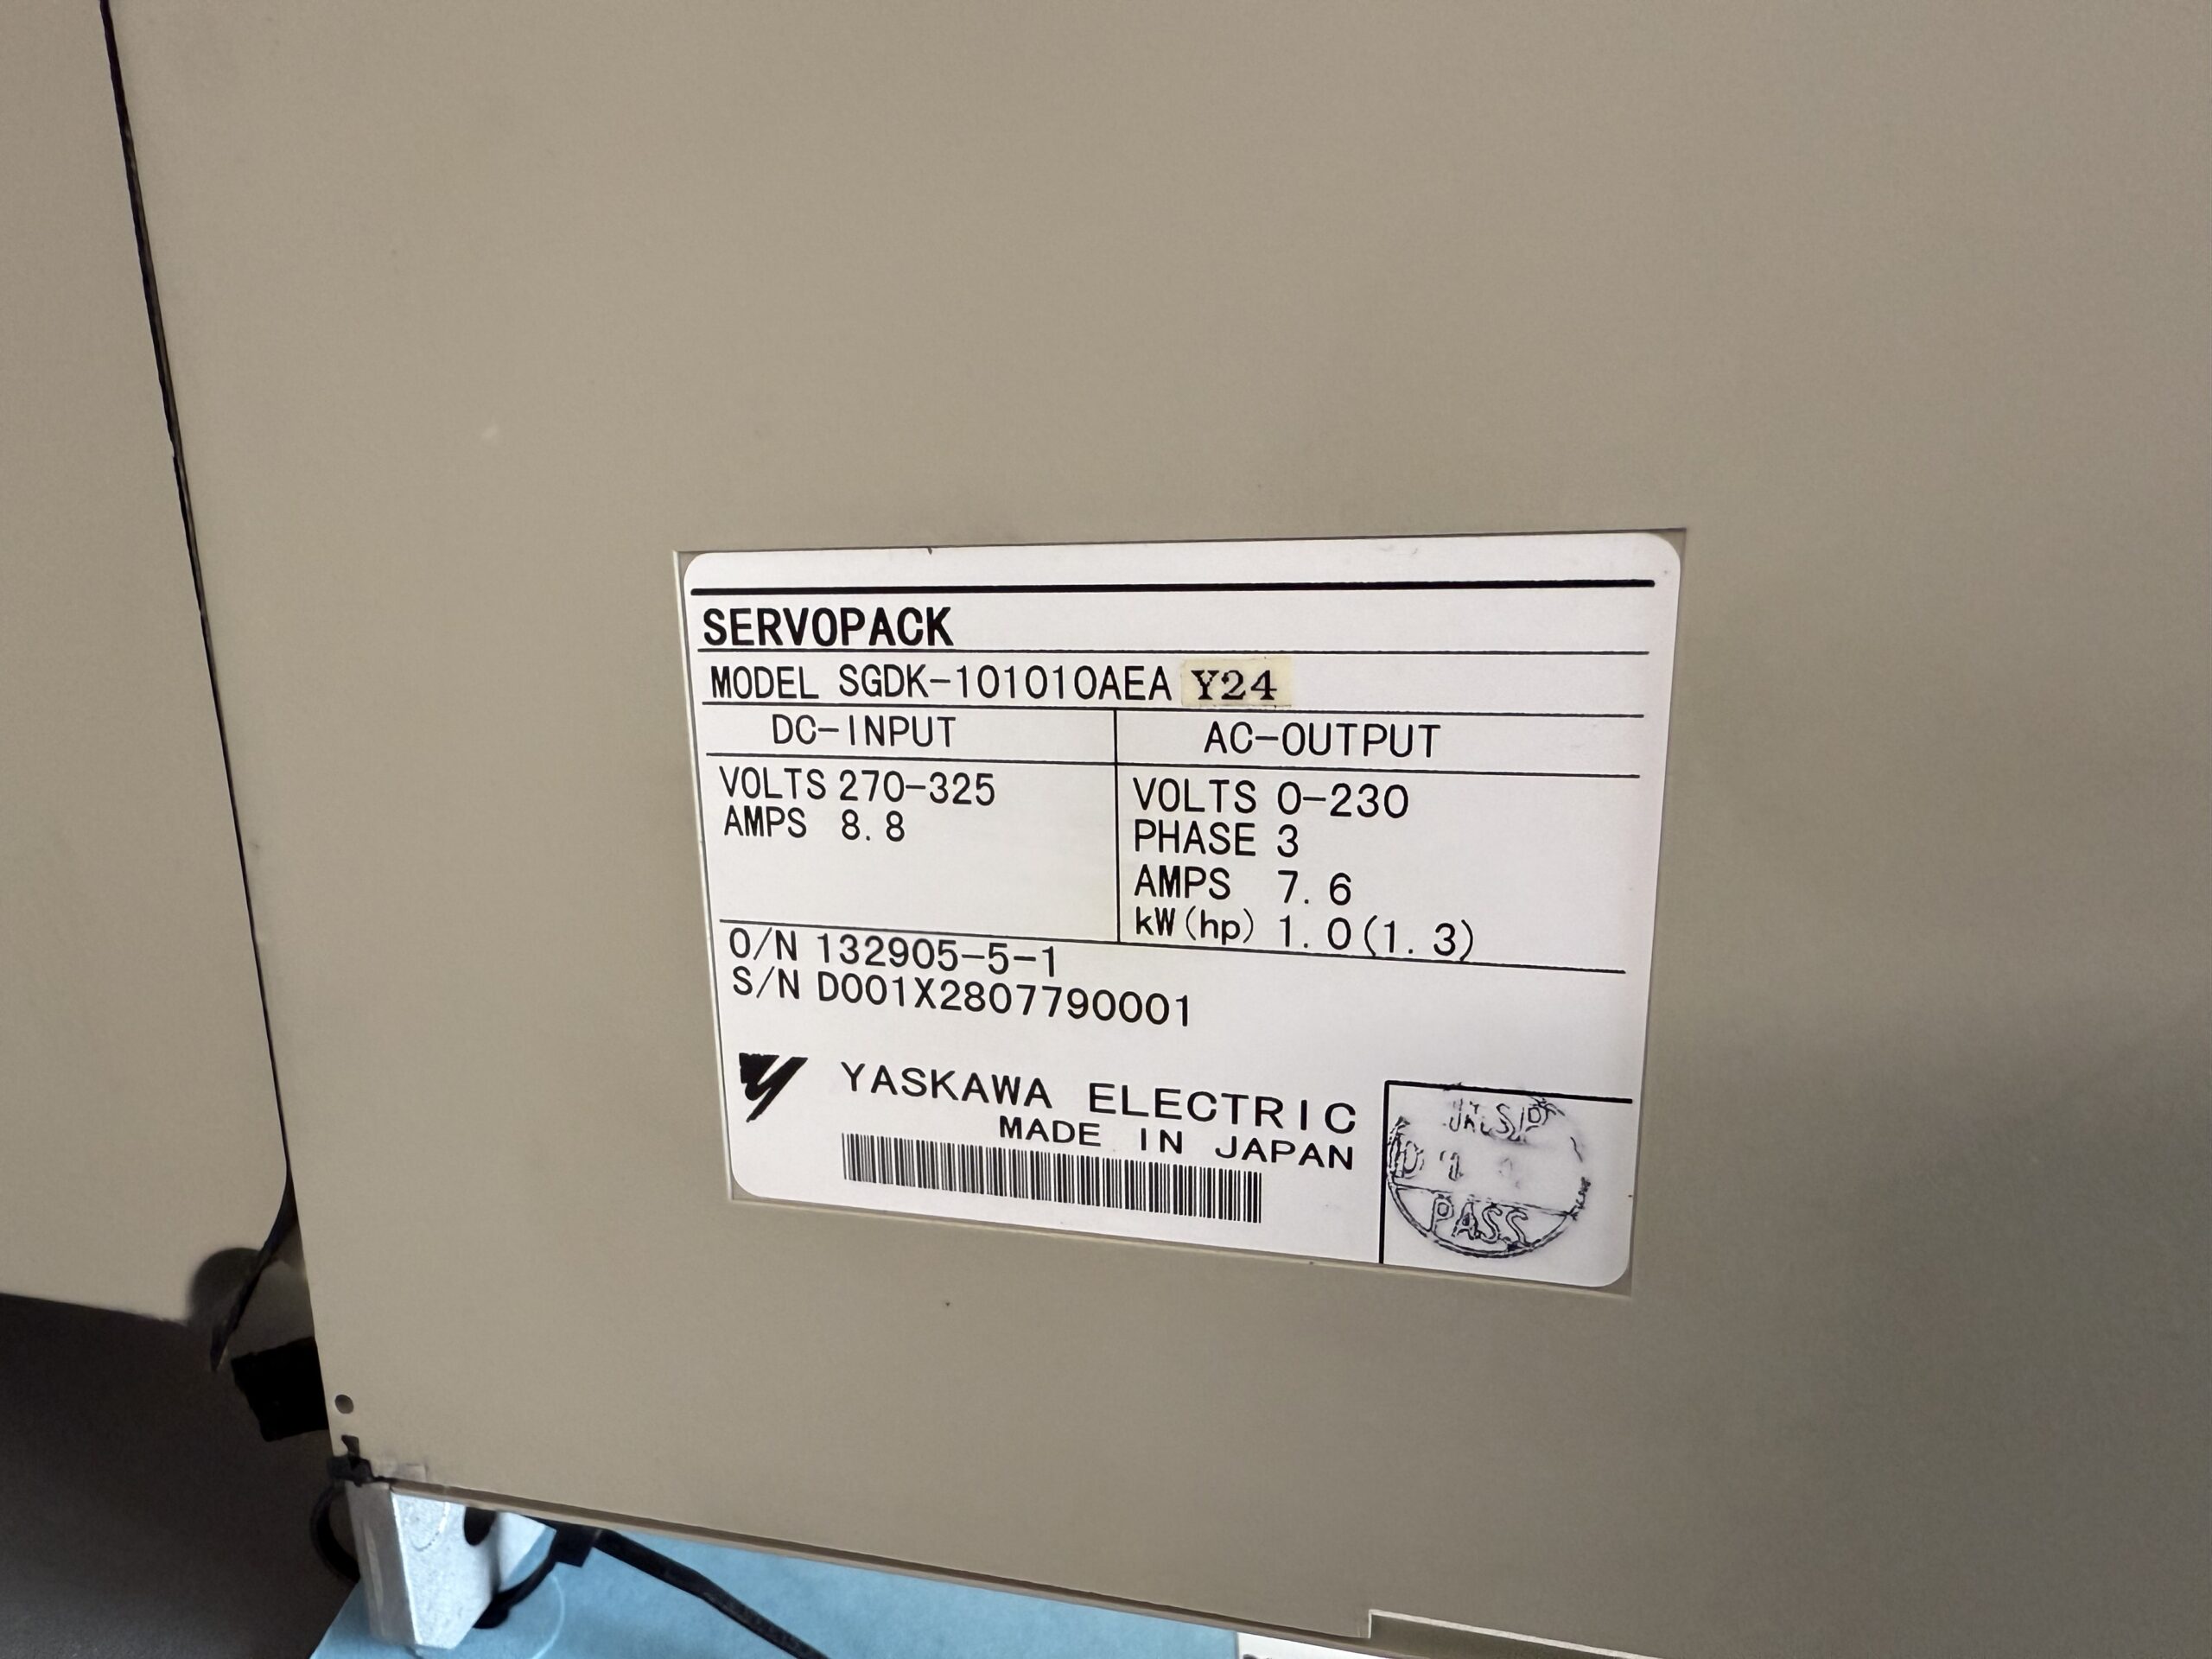 SERVOPACK
MODEL SGDK-101010AEA Y24
DC-INPUT AC-OUTPUT
VOLTS 270-325
AMPS 8.8
VOLTS 0-230
PHASE 3
AMPS 7.6
kW(hp) 1.0(1.3)
O/N 132905-5-1
S/N D001X2807790001
YASKAWA ELECTRIC
MADE IN JAPAN
PASS